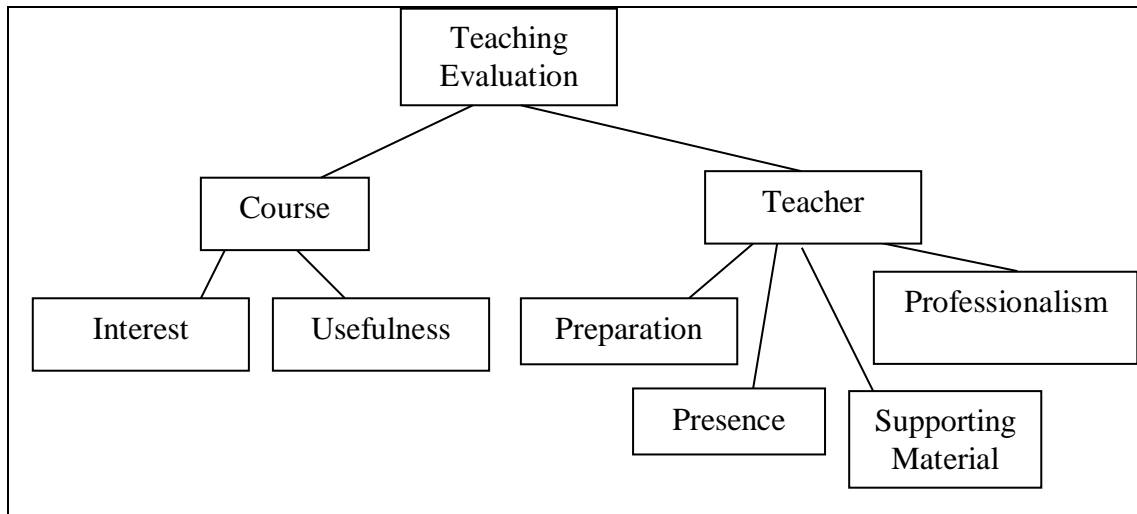 Teaching
Evaluation
Course
Teacher
Interest
Usefulness
Preparation
Professionalism
Presence
Supporting
Material